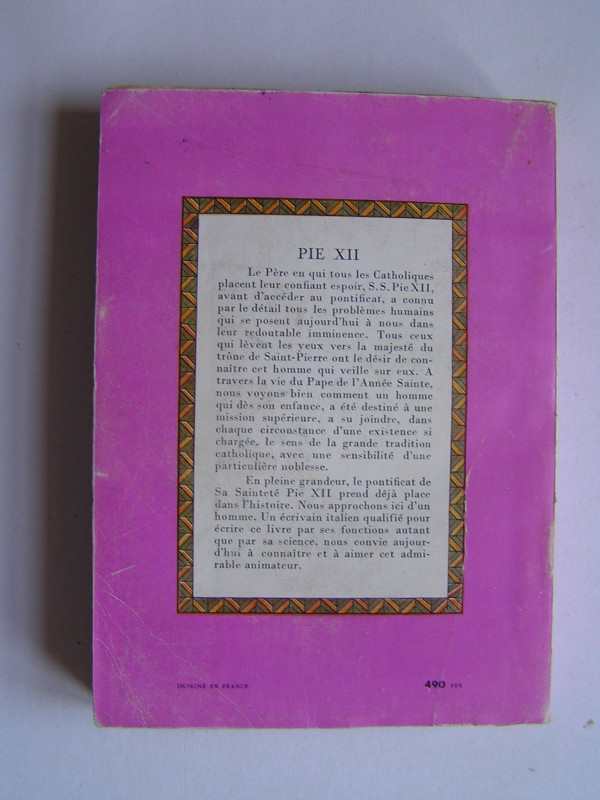 PIE XII
Le Père en qui tous les Catholiques
placent leur confiant espoir, S.S. Pie XII,
avant d'accéder au pontificat, a connu
par le détail tous les problèmes humains
qui se posent aujourd'hui à nous dans
leur redoutable imminence. Tous ceux
qui lèvent les yeux vers la majesté du
trône de Saint-Pierre ont le désir de con-
naître cet homme qui veille sur eux. A
travers la vie du Pape de l'Année Sainte,
nous voyons bien comment un homme
qui dès son enfance, a été destiné à une
mission supérieure, a su joindre, dans
chaque circonstance d'une existence si
chargée, le sens de la grande tradition
catholique, avec une sensibilité d'une
particulière noblesse.
En pleine grandeur, le pontificat de
Sa Sainteté Pie XII prend déjà place
dans l'histoire. Nous approchons ici d'un
homme. Un écrivain italien qualifié pour
écrire ce livre par ses fonctions autant
que par sa science, nous convie aujour-
d'hui à connaître et à aimer cet admi-
rable animateur.
IMPRIMÉ EN FRANCE
490 FRS